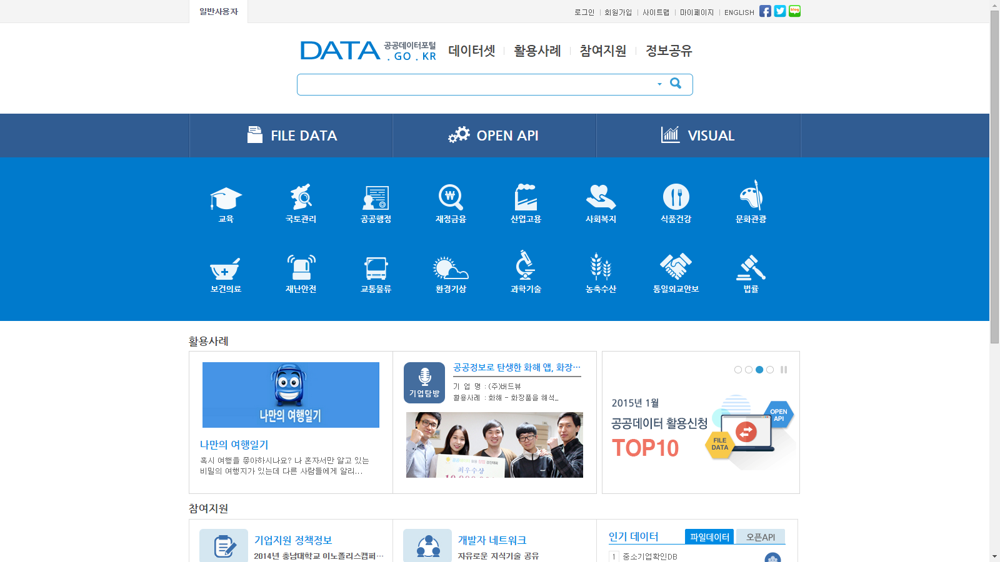 일반사용자
로그인 회원가입 사이트맵 마이페이지 ENGLISH
blog
DATA 공공데이터포털
. GO . KR
데이터셋 활용사례 참여지원 정보공유
FILE DATA OPEN API VISUAL
교육 국토관리 공공행정 재정금융 산업고용 사회복지 식품건강 문화관광
보건의료 재난안전 교통물류 환경기상 과학기술 농축수산 통일외교안보 법률
활용사례
나만의 여행일기
나만의 여행일기
혹시 여행을 좋아하시나요? 나 혼자서만 알고 있는
비밀의 여행지가 있는데 다른 사람들에게 알리...
기업탐방
공공정보로 탄생한 화해 앱, 화장…
기 업 명 : (주)버드뷰
활용사례 : 화해 - 화장품을 해석...
최우수상
2015년 1월
공공데이터 활용신청
TOP10
OPEN
API
FILE
DATA
참여지원
기업지원 정책정보
2014년 충남대학교 이노폴리스캠퍼…
개발자 네트워크
자유로운 지식기술 공유
인기 데이터 파일데이터 오픈API
1 중소기업확인DB